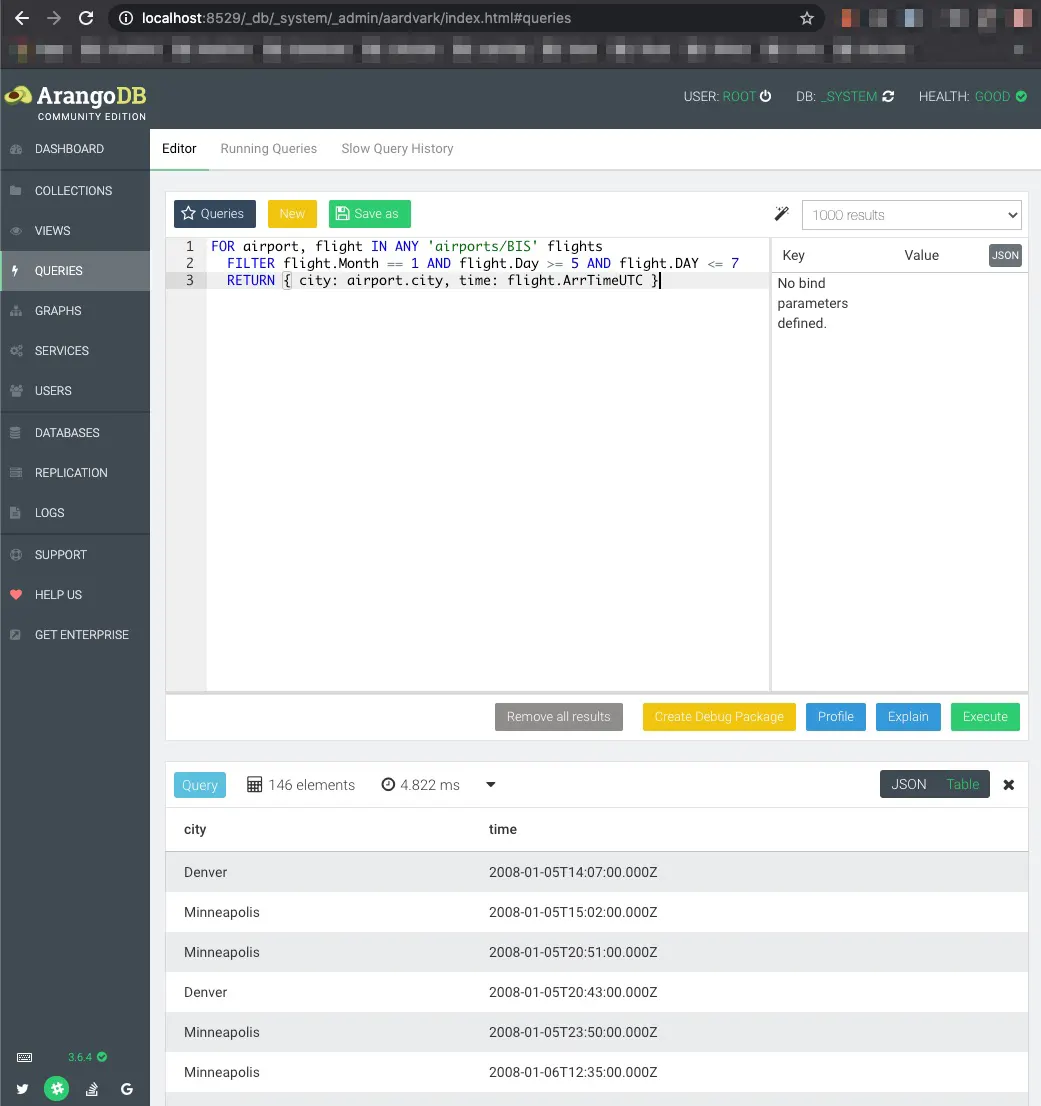 localhost:8529/_db/_system/_admin/aardvark/index.html#queries
ArangoDB
COMMUNITY EDITION
USER: ROOT DB: _SYSTEM HEALTH: GOOD
DASHBOARD
COLLECTIONS
VIEWS
QUERIES
GRAPHS
SERVICES
USERS
DATABASES
REPLICATION
LOGS
SUPPORT
HELP US
GET ENTERPRISE
3.6.4
Editor Running Queries Slow Query History
Queries New Save as 1000 results
1 FOR airport, flight IN ANY 'airports/BIS' flights
2 FILTER flight.Month == 1 AND flight.Day >= 5 AND flight.DAY <= 7
3 RETURN { city: airport.city, time: flight.ArrTimeUTC }
Key Value JSON
No bind
parameters
defined.
Remove all results Create Debug Package Profile Explain Execute
Query 146 elements 4.822 ms JSON Table
city time
Denver 2008-01-05T14:07:00.000Z
Minneapolis 2008-01-05T15:02:00.000Z
Minneapolis 2008-01-05T20:51:00.000Z
Denver 2008-01-05T20:43:00.000Z
Minneapolis 2008-01-05T23:50:00.000Z
Minneapolis 2008-01-06T12:35:00.000Z